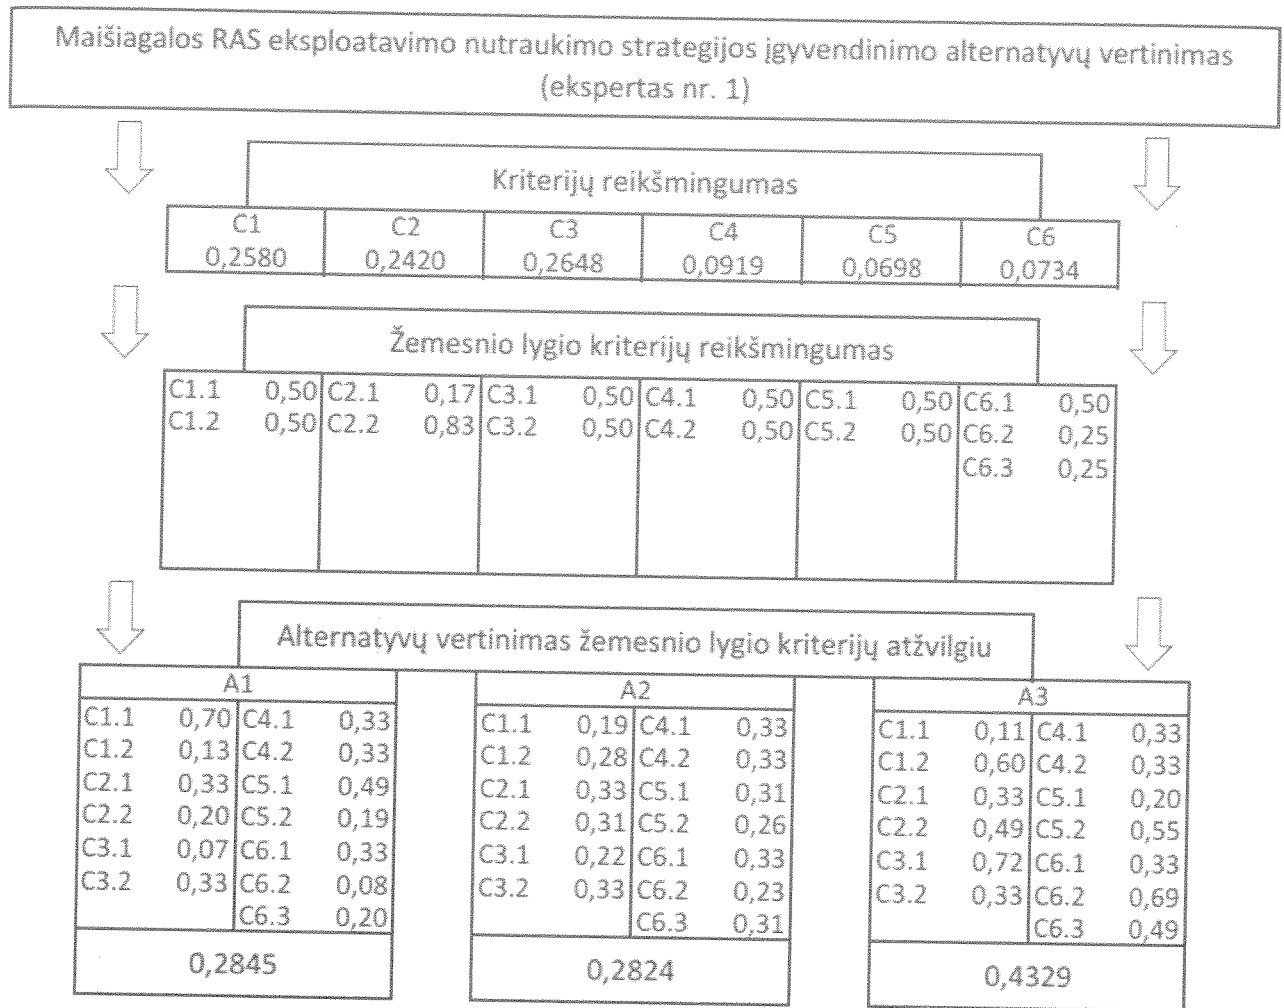 Maišiagalos RAS eksploatavimo nutraukimo strategijos įgyvendinimo alternatyvų vertinimas
(ekspertas nr. 1)
Kriterijų reikšmingumas
C1 C2 C3 C4 C5 C6
0,2580 0,2420 0,2648 0,0919 0,0698 0,0734
Žemesnio lygio kriterijų reikšmingumas
C1.1 0,50 C2.1 0,17 C3.1 0,50 C4.1 0,50 C5.1 0,50 C6.1 0,50
C1.2 0,50 C2.2 0,83 C3.2 0,50 C4.2 0,50 C5.2 0,50 C6.2 0,25
C6.3 0,25
Alternatyvų vertinimas žemesnio lygio kriterijų atžvilgiu
A1
C1.1 0,70 C4.1 0,33
C1.2 0,13 C4.2 0,33
C2.1 0,33 C5.1 0,49
C2.2 0,20 C5.2 0,19
C3.1 0,07 C6.1 0,33
C3.2 0,33 C6.2 0,08
C6.3 0,20
0,2845
A2
C1.1 0,19 C4.1 0,33
C1.2 0,28 C4.2 0,33
C2.1 0,33 C5.1 0,31
C2.2 0,31 C5.2 0,26
C3.1 0,22 C6.1 0,33
C3.2 0,33 C6.2 0,23
C6.3 0,31
0,2824
A3
C1.1 0,11 C4.1 0,33
C1.2 0,60 C4.2 0,33
C2.1 0,33 C5.1 0,20
C2.2 0,49 C5.2 0,55
C3.1 0,72 C6.1 0,33
C3.2 0,33 C6.2 0,69
C6.3 0,49
0,4329